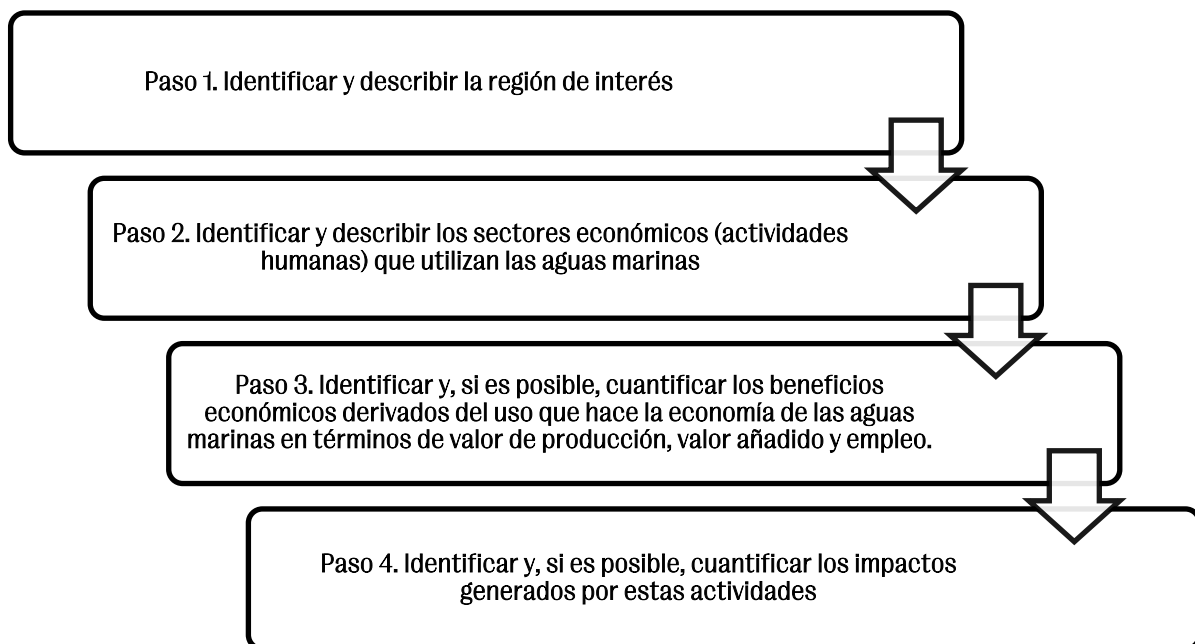 Paso 1. Identificar y describir la región de interés
Paso 2. Identificar y describir los sectores económicos (actividades
humanas) que utilizan las aguas marinas
Paso 3. Identificar y, si es posible, cuantificar los beneficios
económicos derivados del uso que hace la economía de las aguas
marinas en términos de valor de producción, valor añadido y empleo.
Paso 4. Identificar y, si es posible, cuantificar los impactos
generados por estas actividades